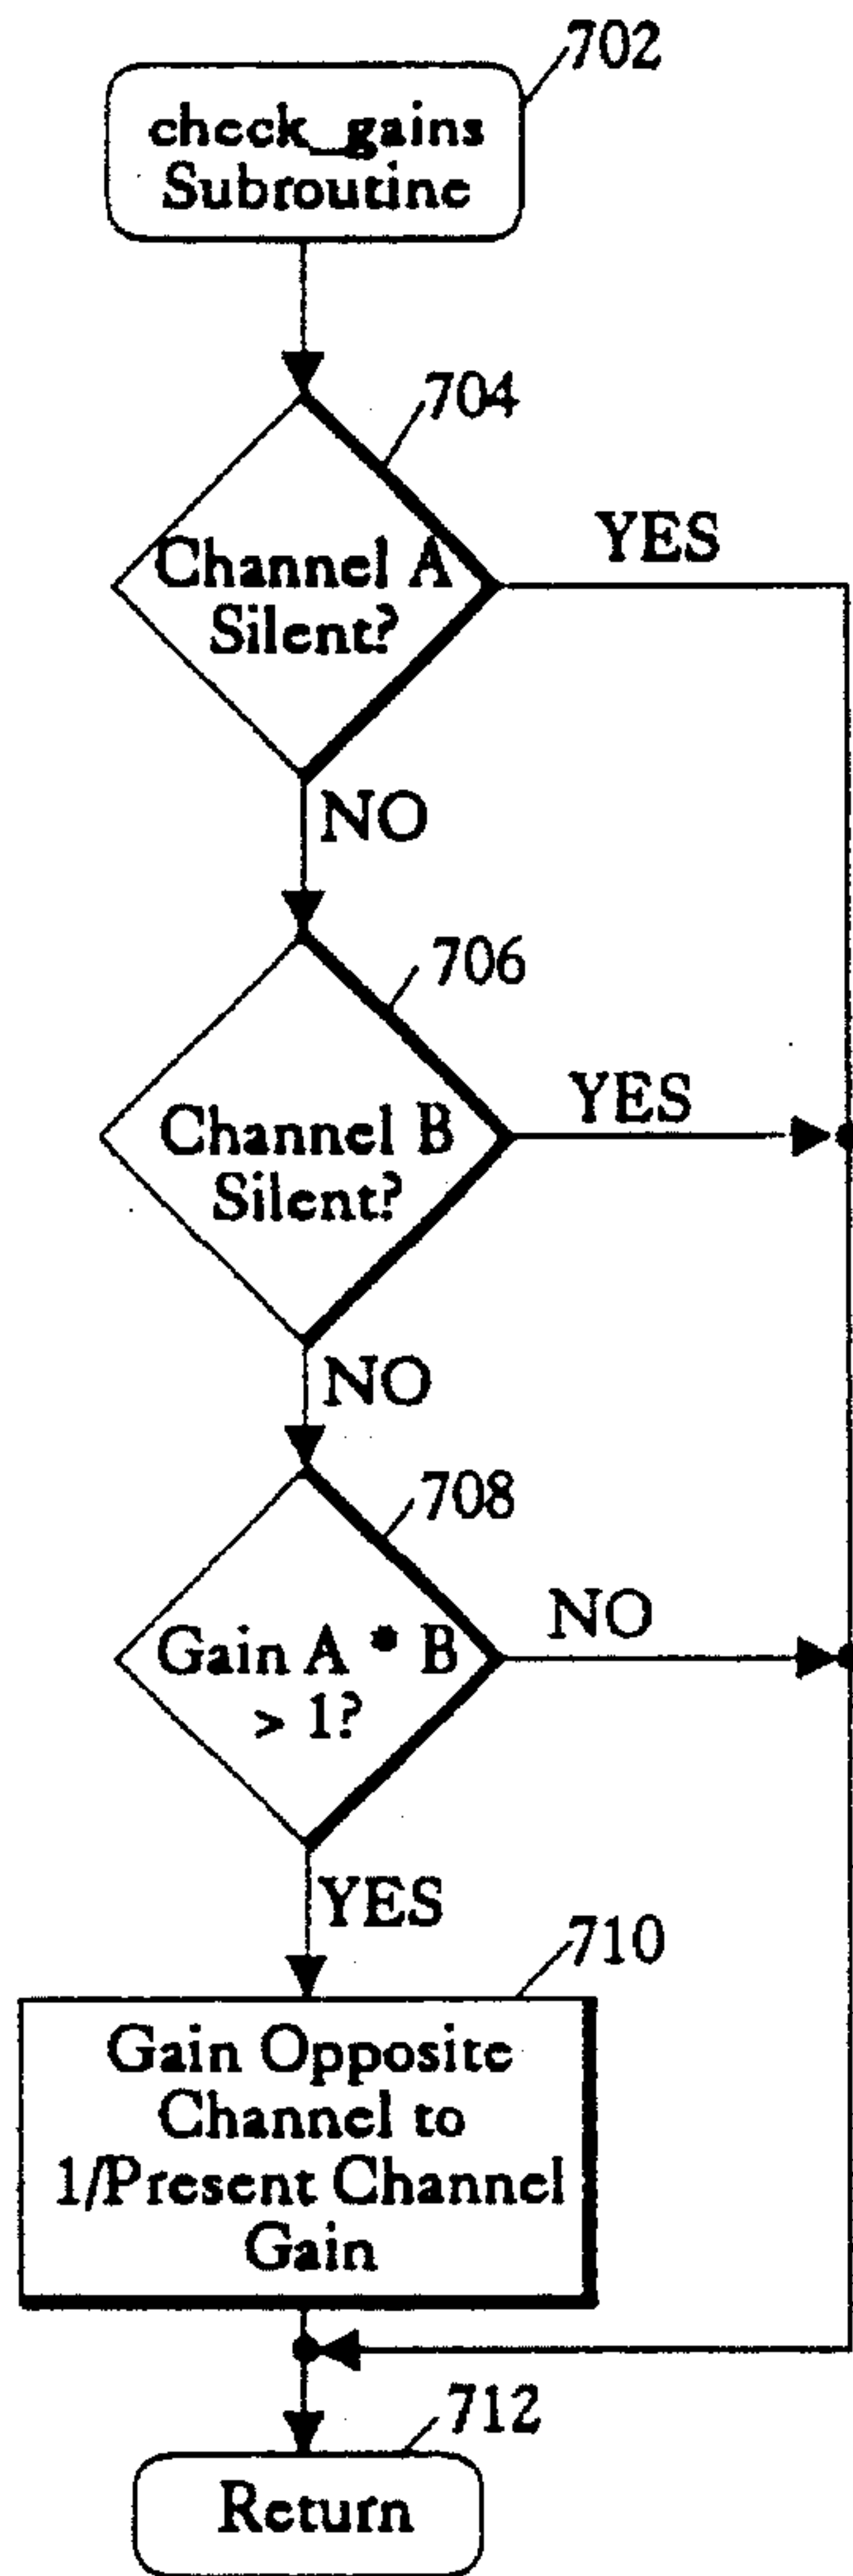 702
check_gains
Subroutine
704
Channel A
Silent?
YES
NO
706
Channel B
Silent?
YES
NO
708
Gain A * B
> 1?
NO
YES
710
Gain Opposite
Channel to
1/Present Channel
Gain
712
Return